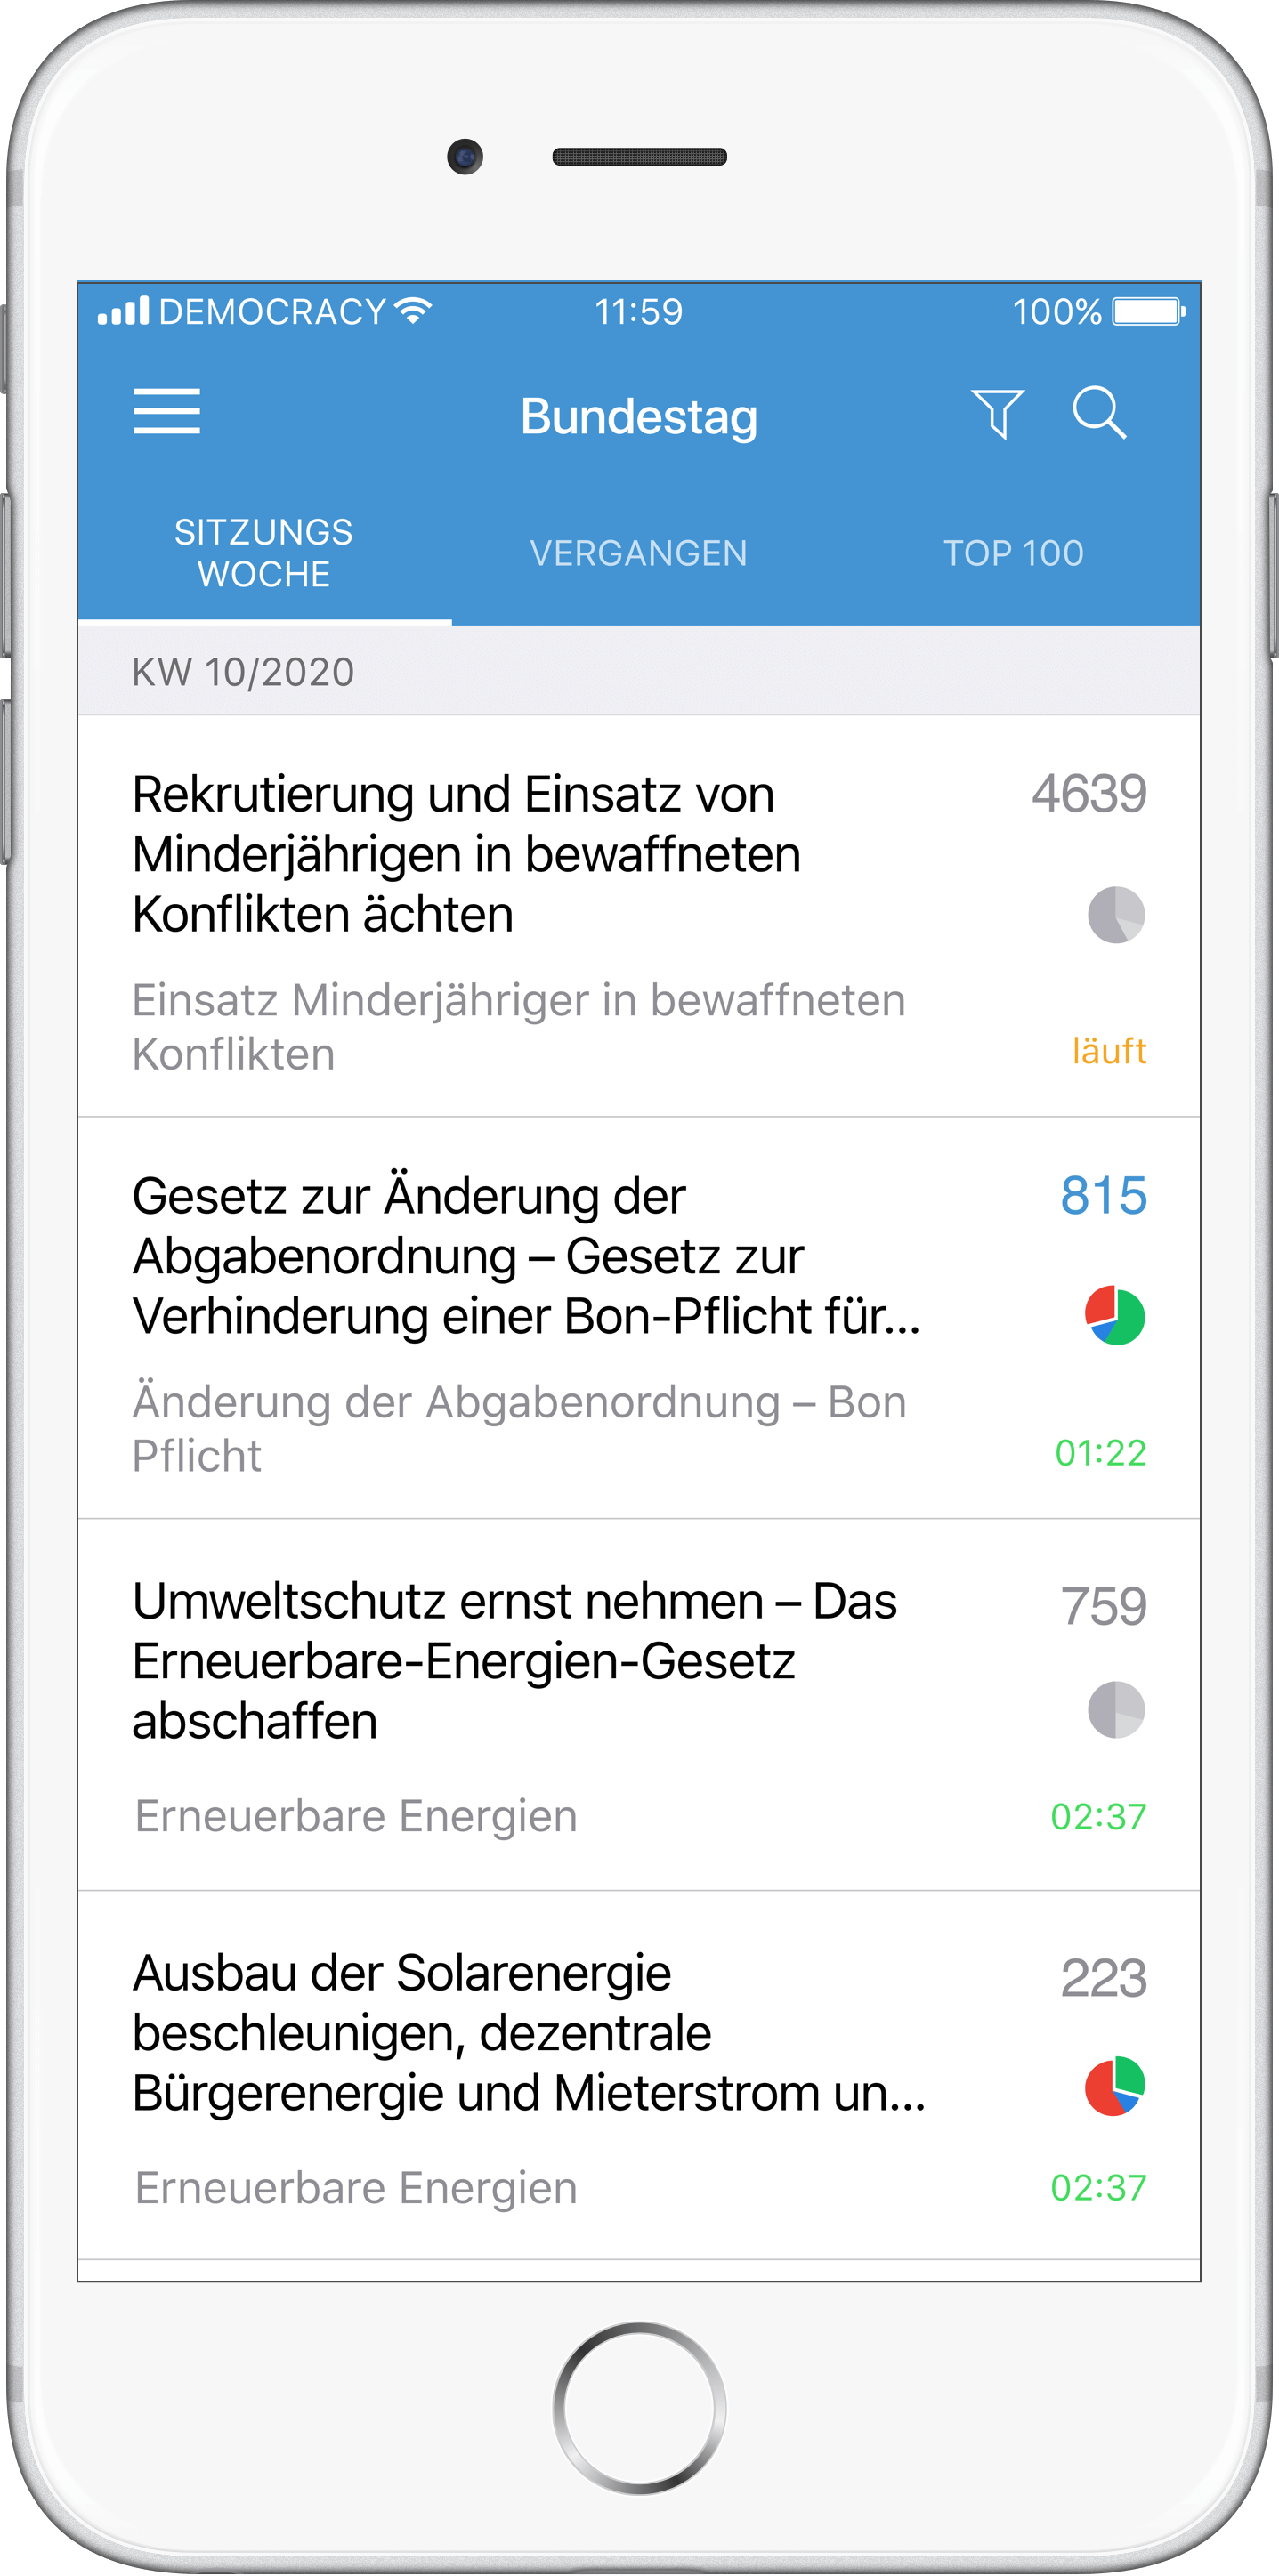 DEMOCRACY 11:59 100%
Bundestag
SITZUNGS
WOCHE
VERGANGEN
TOP 100
KW 10/2020
Rekrutierung und Einsatz von
Minderjährigen in bewaffneten
Konflikten ächten
4639
Einsatz Minderjähriger in bewaffneten
Konflikten
läuft
Gesetz zur Änderung der
Abgabenordnung – Gesetz zur
Verhinderung einer Bon-Pflicht für...
815
Änderung der Abgabenordnung – Bon
Pflicht
01:22
Umweltschutz ernst nehmen – Das
Erneuerbare-Energien-Gesetz
abschaffen
759
Erneuerbare Energien
02:37
Ausbau der Solarenergie
beschleunigen, dezentrale
Bürgerenergie und Mieterstrom un...
223
Erneuerbare Energien
02:37